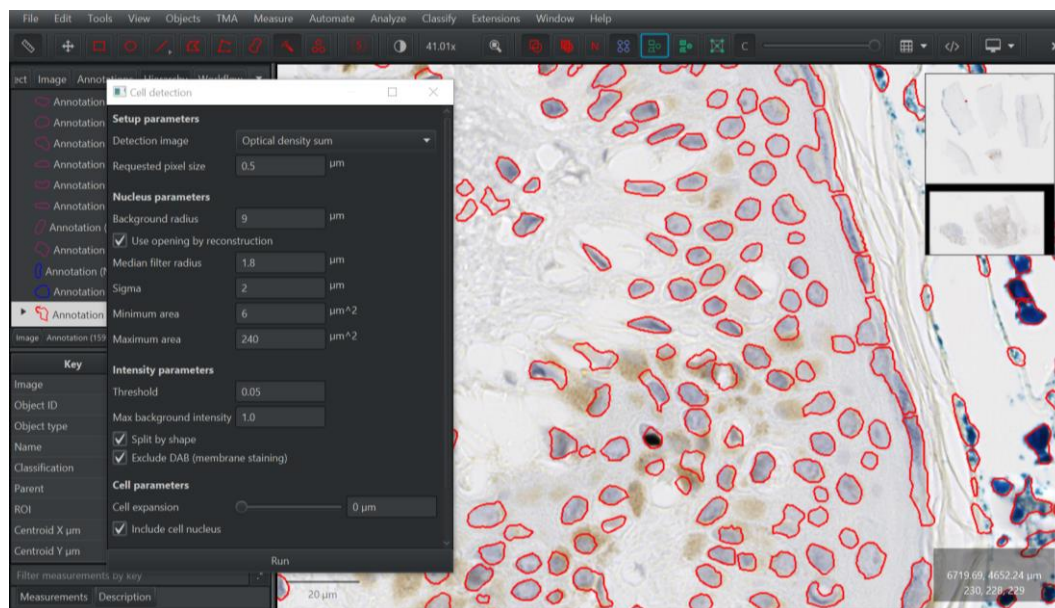 File Edit Tools View Objects TMA Measure Automate Analyze Classify Extensions Window Help
41.01x
N
C
Image
Cell detection
Annotation
Annotation
Annotation
Annotation
Annotation
Annotation
Annotation (
Annotation
Annotation (
Annotation
Annotation
Image Annotation (159
Key
Image
Object ID
Object type
Name
Classification
Parent
ROI
Centroid X µm
Centroid Y µm
Filter measurements by key
Measurements Description
Setup parameters
Detection image Optical density sum
Requested pixel size 0.5 µm
Nucleus parameters
Background radius 9 µm
Use opening by reconstruction
Median filter radius 1.8 µm
Sigma 2 µm
Minimum area 6 µm^2
Maximum area 240 µm^2
Intensity parameters
Threshold 0.05
Max background intensity 1.0
Split by shape
Exclude DAB (membrane staining)
Cell parameters
Cell expansion 0 µm
Include cell nucleus
Run
20 µm
6719.69, 4652.24 µm
230, 228, 229